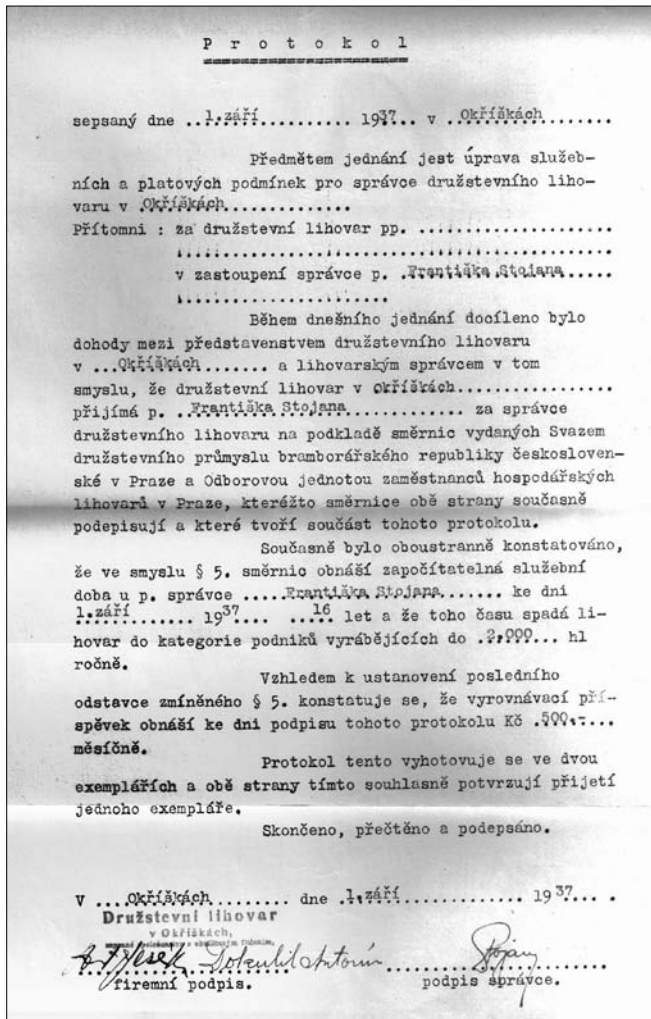 P r o t o k o l
sepsaný dne ..1.září.......... 1937.. v ..Okříškách.......
Předmětem jednání jest úprava služeb-
ních a platových podmínek pro správce družstevního liho-
varu v Okříškách...............
Přítomni : za družstevní lihovar pp. ..................
v zastoupení správce p. .Františka Stojana.....
Během dnešního jednání docíleno bylo
dohody mezi představenstvem družstevního lihovaru
v ...Okříškách....... a lihovarským správcem v tom
smyslu, že družstevní lihovar v Okříškách...............
přijímá p. ..Františka Stojana............ za správce
družstevního lihovaru na podkladě směrnic vydaných Svazem
družstevního průmyslu bramborářského republiky českosloven-
ské v Praze a Odborovou jednotou zaměstnanců hospodářských
lihovarů v Praze, kteréžto směrnice obě strany současně
podepisují a které tvoří součást tohoto protokolu.
Současně bylo oboustranně konstatováno,
že ve smyslu § 5. směrnic obnáší započítatelná služební
doba u p. správce .....Františka Stojana....... ke dni
1.září.......... 1937 ....16 let a že toho času spadá li-
hovar do kategorie podniků vyrábějících do .2,000... hl
ročně.
Vzhledem k ustanovení posledního
odstavce zmíněného § 5. konstatuje se, že vyrovnávací pří-
spěvek obnáší ke dni podpisu tohoto protokolu Kč .500.-...
měsíčně.
Protokol tento vyhotovuje se ve dvou
exemplářích a obě strany tímto souhlasně potvrzují přijetí
jednoho exempláře.
Skončeno, přečteno a podepsáno.
V ....Okříškách........ dne .1.září........... 1937... .
Družstevní lihovar
v Okříškách,
Dokulil Antonín Stojan
firemní podpis. podpis správce.